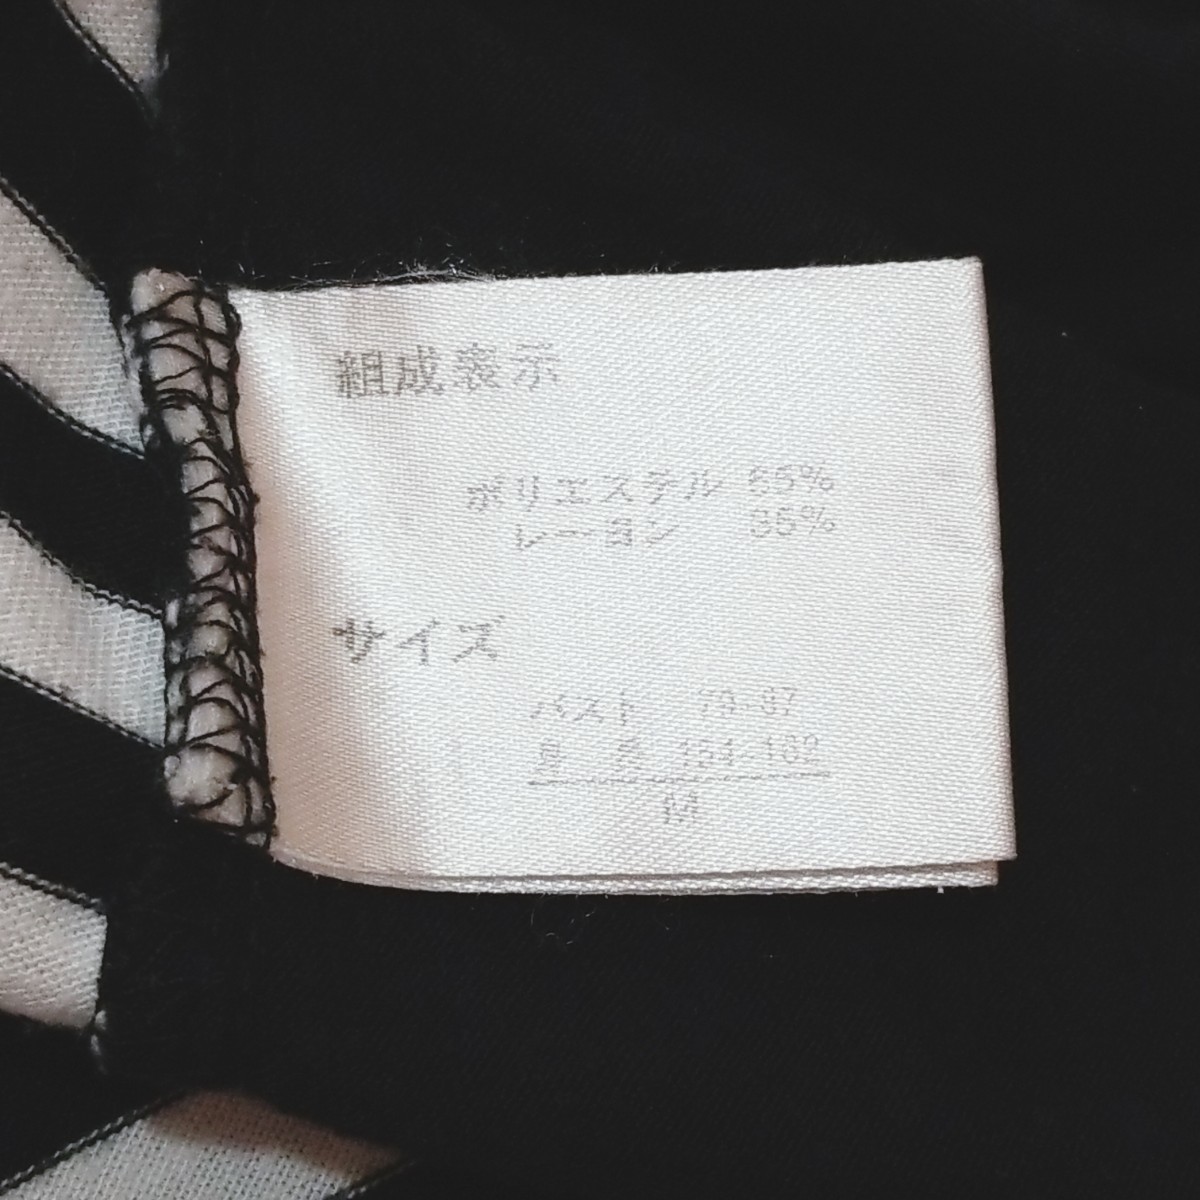 組成表示
ポリエステル 65%
レーヨン 35%
サイズ
バスト 79-87
身長 154-162
M